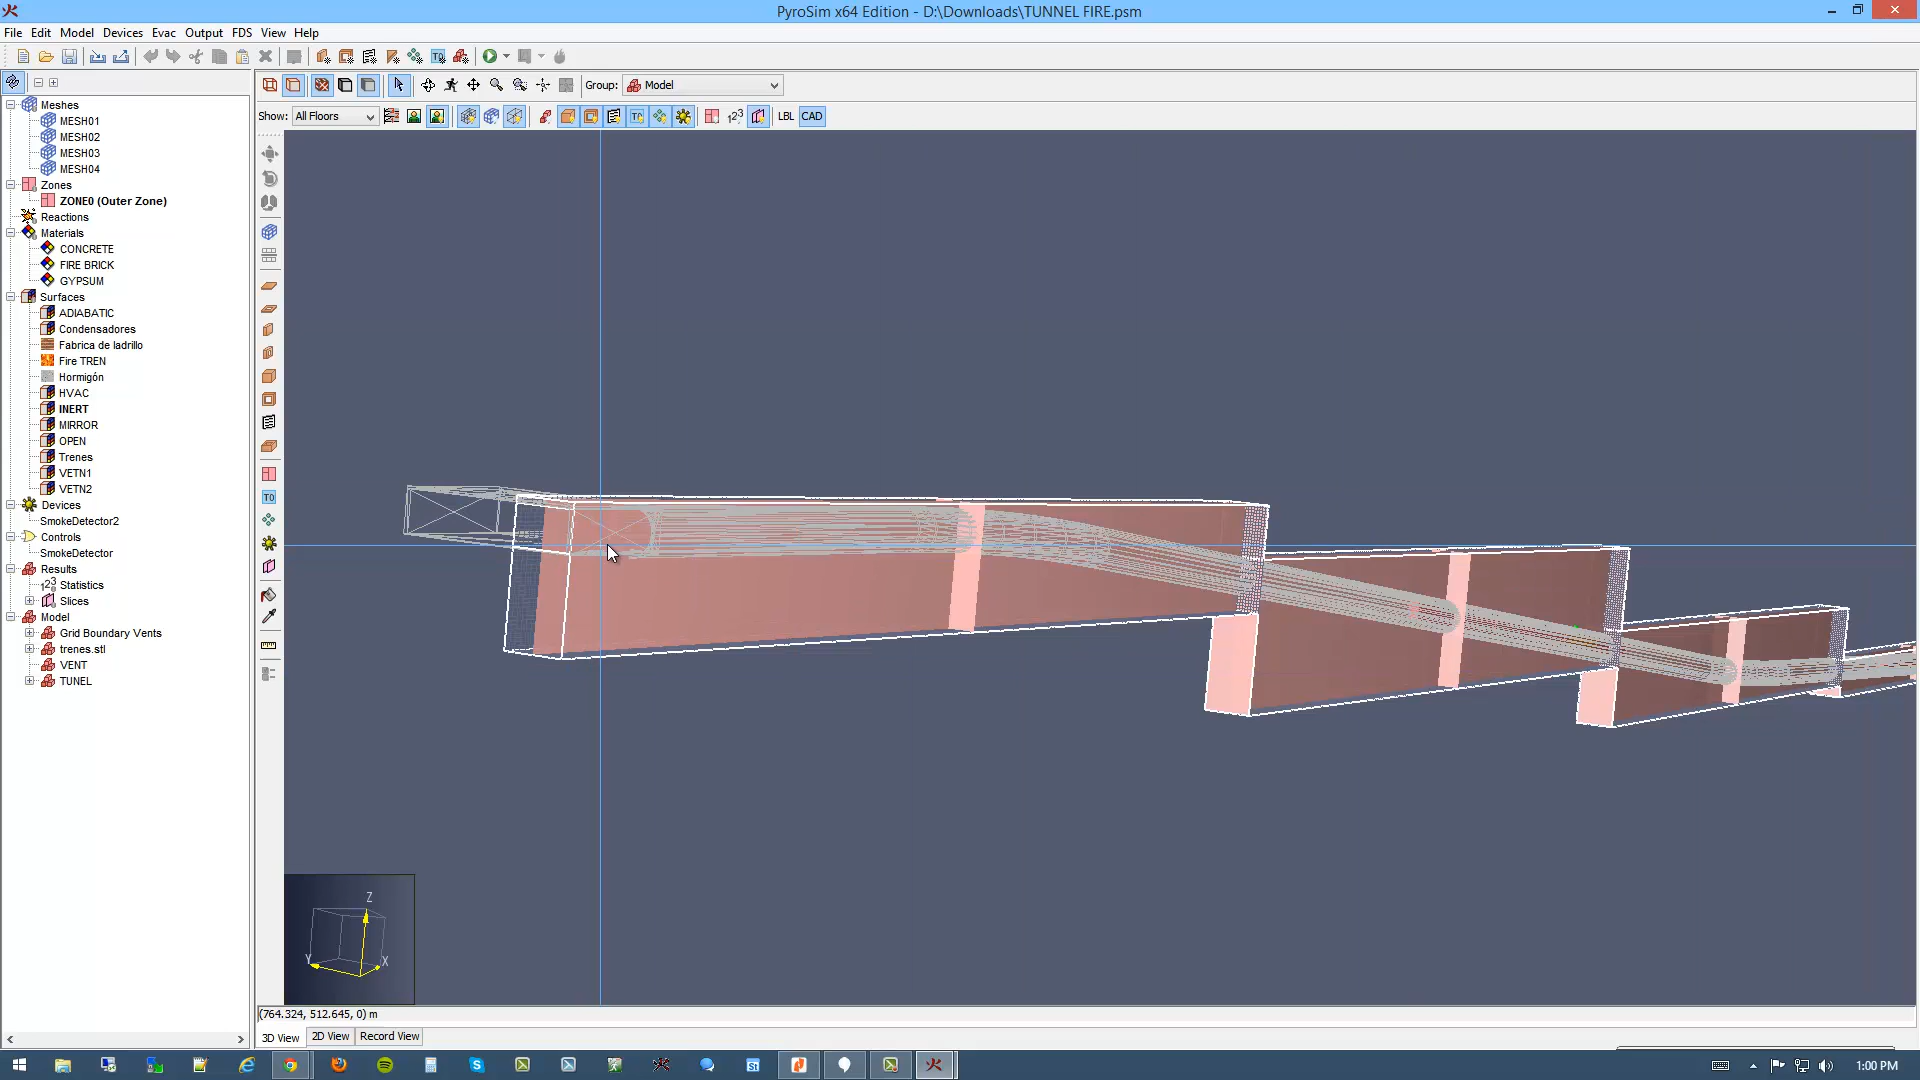 PyroSim x64 Edition - D:\Downloads\TUNNEL FIRE.psm
File Edit Model Devices Evac Output FDS View Help
Group: Model
Show: All Floors LBL CAD
Meshes
MESH01
MESH02
MESH03
MESH04
Zones
ZONE0 (Outer Zone)
Reactions
Materials
CONCRETE
FIRE BRICK
GYPSUM
Surfaces
ADIABATIC
Condensadores
Fabrica de ladrillo
Fire TREN
Hormigón
HVAC
INERT
MIRROR
OPEN
Trenes
VETN1
VETN2
Devices
SmokeDetector2
Controls
SmokeDetector
Results
Statistics
Slices
Model
Grid Boundary Vents
trenes.stl
VENT
TUNEL
Z
Y
X
(764.324, 512.645, 0) m
3D View 2D View Record View
1:00 PM